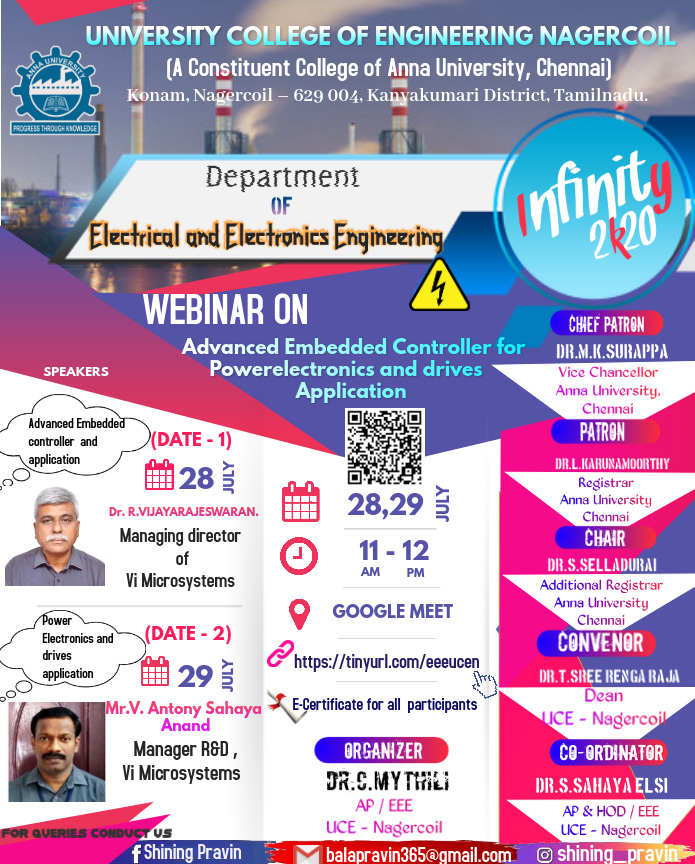 UNIVERSITY COLLEGE OF ENGINEERING NAGERCOIL
(A Constituent College of Anna University, Chennai)
Konam, Nagercoil – 629 004, Kanyakumari District, Tamilnadu.
ANNA UNIVERSITY
PROGRESS THROUGH KNOWLEDGE
Department
OF
Electrical and Electronics Engineering
Infinity
2k20
WEBINAR ON
Advanced Embedded Controller for
Powerelectronics and drives
Application
SPEAKERS
Advanced Embedded
controller and
application
(DATE - 1)
28 JULY
Dr. R.VIJAYARAJESWARAN.
Managing director
of
Vi Microsystems
Power
Electronics and
drives
application
(DATE - 2)
29 JULY
Mr.V. Antony Sahaya
Anand
Manager R&D ,
Vi Microsystems
28,29 JULY
11 - 12
AM PM
GOOGLE MEET
https://tinyurl.com/eeeucen
E-Certificate for all participants
ORGANIZER
DR.C.MYTHILI
AP / EEE
UCE - Nagercoil
CHIEF PATRON
DR.M.K.SURAPPA
Vice Chancellor
Anna University,
Chennai
PATRON
DR.L.KARUNAMOORTHY
Registrar
Anna University
Chennai
CHAIR
DR.S.SELLADURAI
Additional Registrar
Anna University
Chennai
CONVENOR
DR.T.SREE RENGA RAJA
Dean
UCE - Nagercoil
CO-ORDINATOR
DR.S.SAHAYA ELSI
AP & HOD / EEE
UCE - Nagercoil
FOR QUERIES CONDUCT US
Shining Pravin
balapravin365@gmail.com
shining_pravin